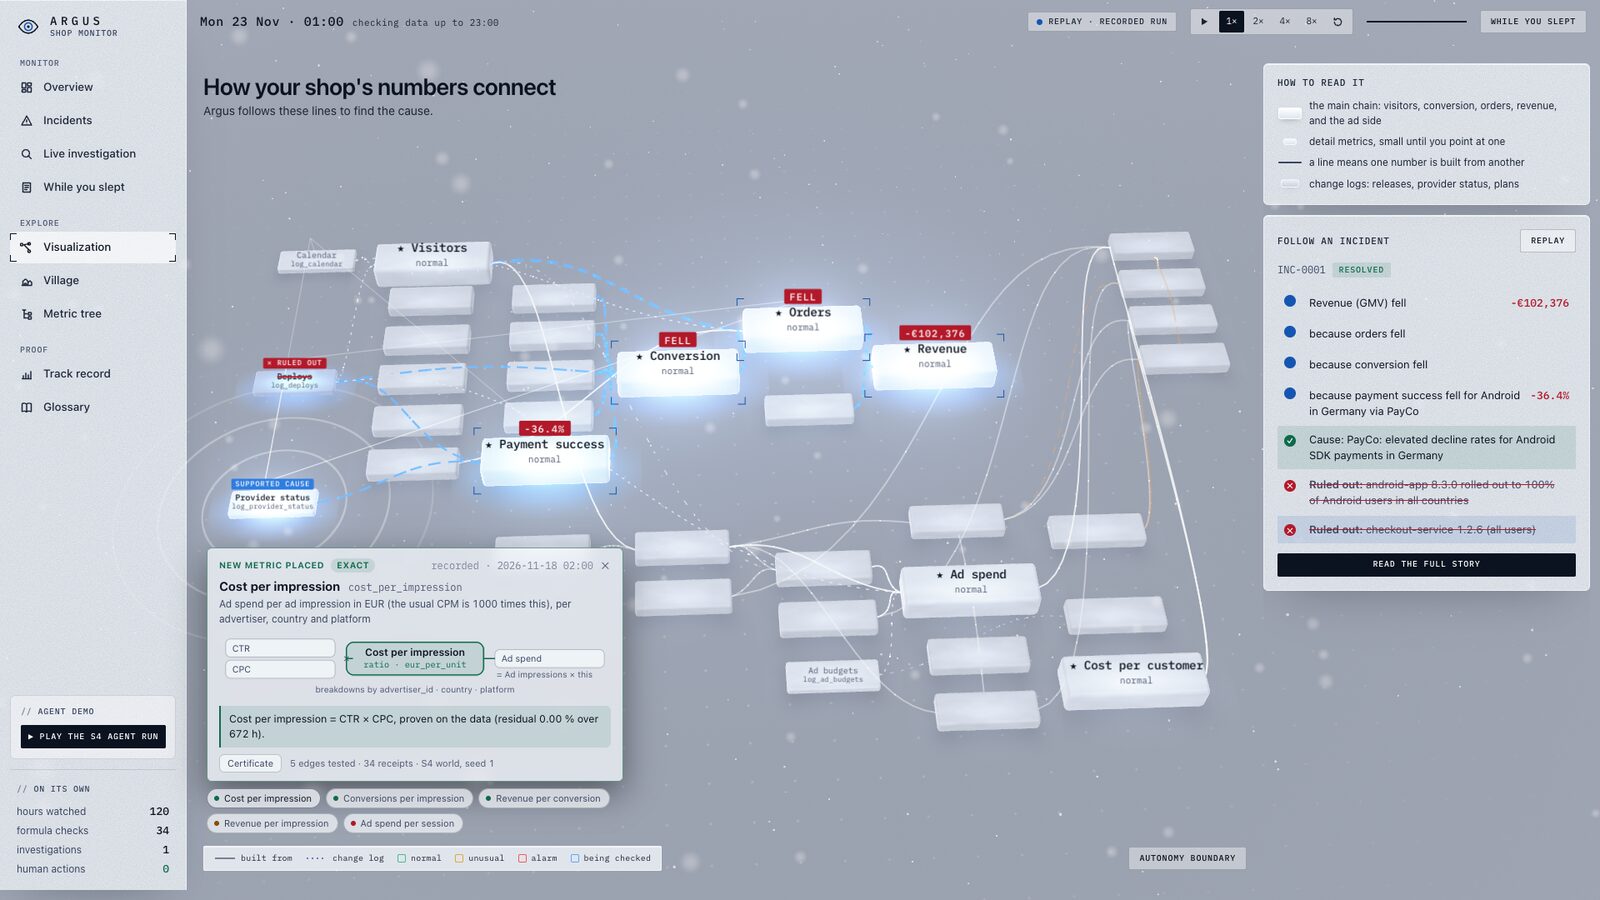 ARGUS
SHOP MONITOR
MONITOR
Overview
Incidents
Live investigation
While you slept
EXPLORE
Visualization
Village
Metric tree
PROOF
Track record
Glossary
// AGENT DEMO
PLAY THE S4 AGENT RUN
// ON ITS OWN
hours watched 120
formula checks 34
investigations 1
human actions 0
Mon 23 Nov · 01:00 checking data up to 23:00
REPLAY · RECORDED RUN
1× 2× 4× 8×
WHILE YOU SLEPT
How your shop's numbers connect
Argus follows these lines to find the cause.
Calendar
log_calendar
★ Visitors
normal
FELL
★ Orders
normal
FELL
★ Conversion
normal
-€102,376
★ Revenue
normal
× RULED OUT
Deploys
log_deploys
-36.4%
★ Payment success
normal
SUPPORTED CAUSE
Provider status
log_provider_status
★ Ad spend
normal
Ad budgets
log_ad_budgets
★ Cost per customer
normal
NEW METRIC PLACED EXACT recorded · 2026-11-18 02:00 ×
Cost per impression cost_per_impression
Ad spend per ad impression in EUR (the usual CPM is 1000 times this), per
advertiser, country and platform
CTR
CPC
Cost per impression
ratio · eur_per_unit
Ad spend
= Ad impressions × this
breakdowns by advertiser_id · country · platform
Cost per impression = CTR × CPC, proven on the data (residual 0.00 % over
672 h).
Certificate 5 edges tested · 34 receipts · S4 world, seed 1
Cost per impression
Conversions per impression
Revenue per conversion
Revenue per impression
Ad spend per session
built from
change log
normal
unusual
alarm
being checked
AUTONOMY BOUNDARY
HOW TO READ IT
the main chain: visitors, conversion, orders, revenue,
and the ad side
detail metrics, small until you point at one
a line means one number is built from another
change logs: releases, provider status, plans
FOLLOW AN INCIDENT
REPLAY
INC-0001 RESOLVED
Revenue (GMV) fell -€102,376
because orders fell
because conversion fell
because payment success fell for Android -36.4%
in Germany via PayCo
Cause: PayCo: elevated decline rates for Android
SDK payments in Germany
Ruled out: android-app 8.3.0 rolled out to 100%
of Android users in all countries
Ruled out: checkout-service 1.2.6 (all users)
READ THE FULL STORY